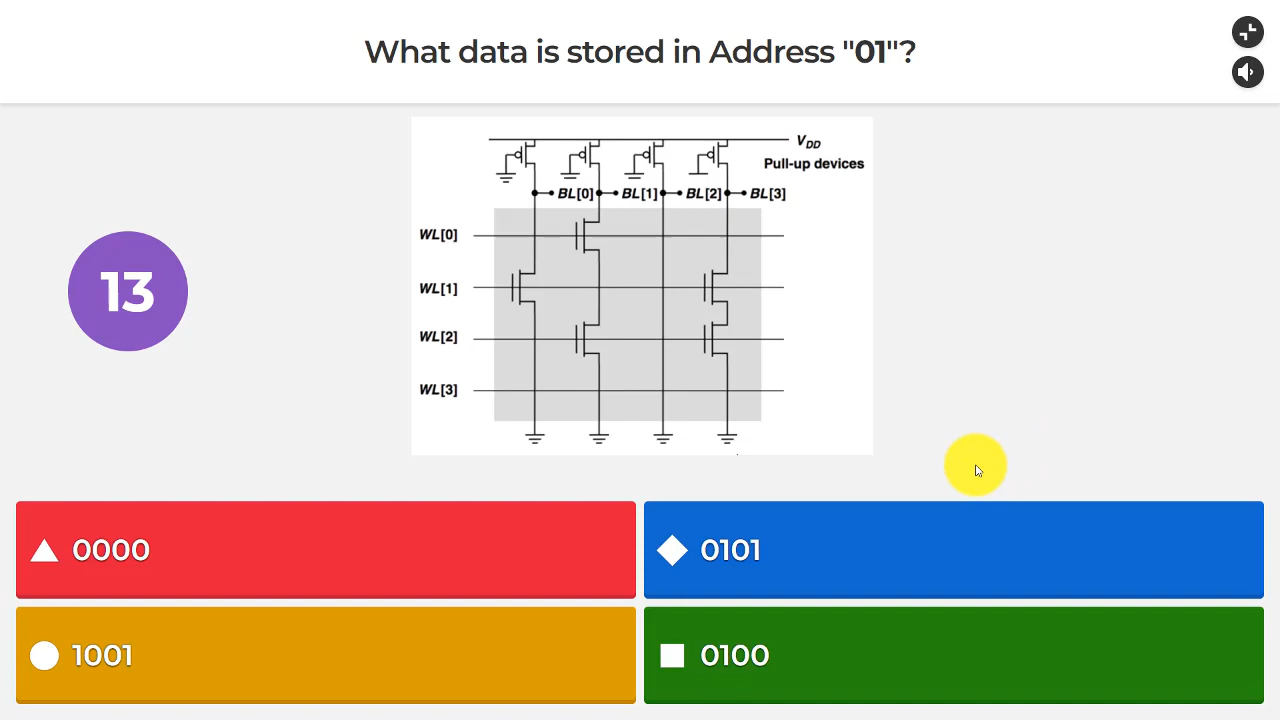 What data is stored in Address "01"?
VDD
Pull-up devices
BL[0] BL[1] BL[2] BL[3]
WL[0]
WL[1]
13
WL[2]
WL[3]
0000
0101
1001
0100